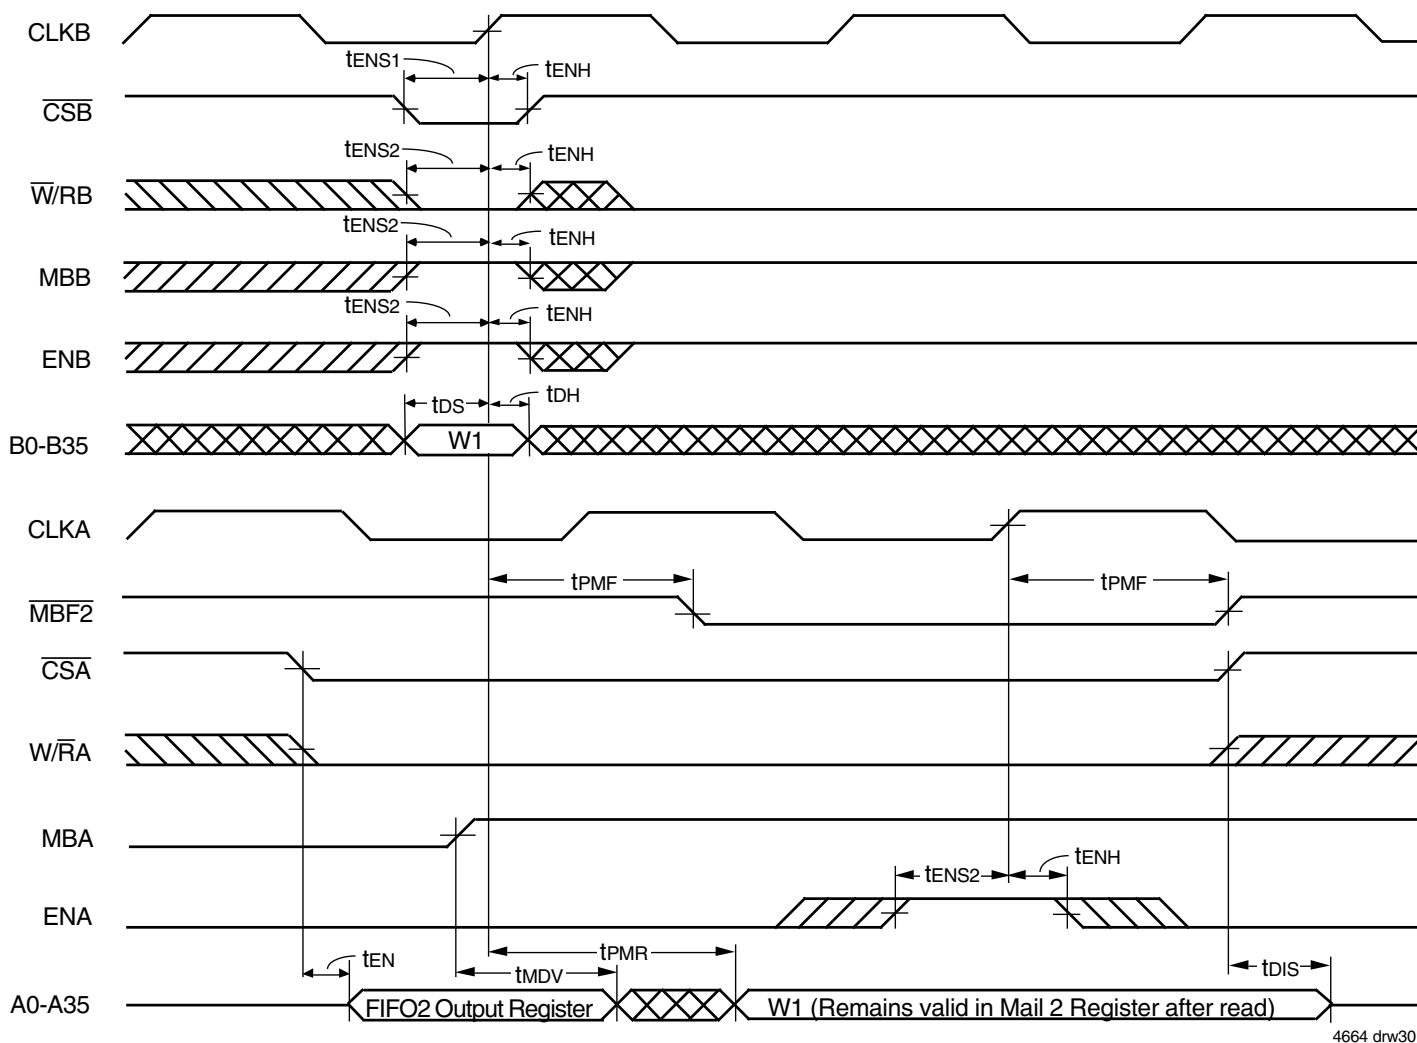 CLKB
tENS1
tENH
CSB
tENS2
tENH
W/RB
tENS2
tENH
MBB
tENS2
tENH
ENB
tDS
tDH
B0-B35
W1
CLKA
tPMF
tPMF
MBF2
CSA
W/RA
MBA
tENS2
tENH
ENA
tEN
tPMR
tMDV
tDIS
A0-A35
FIFO2 Output Register
W1 (Remains valid in Mail 2 Register after read)
4664 drw30